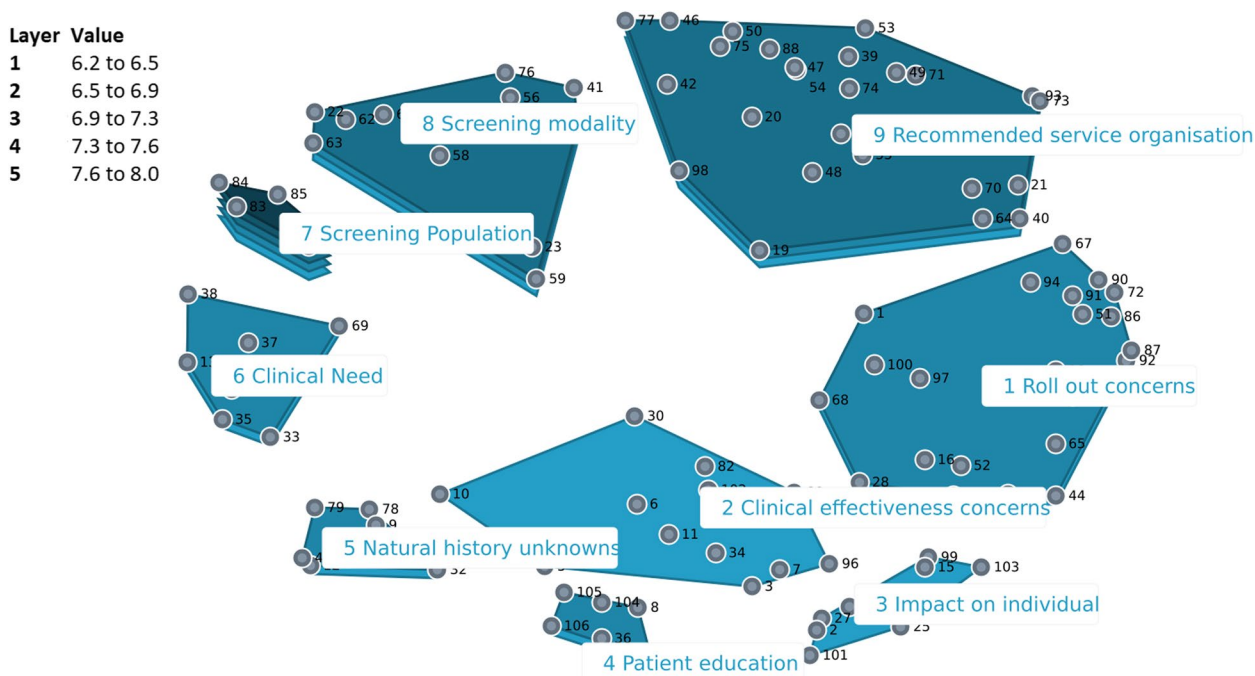 Layer Value
1 6.2 to 6.5
2 6.5 to 6.9
3 6.9 to 7.3
4 7.3 to 7.6
5 7.6 to 8.0
77 46 50 53
75 88 39
47 49 71
54 74
42 93 73
20
98 48 70 21
64 40
19
9 Recommended service organisation
76 41
56
22 62
63 58
23
59
8 Screening modality
84 85
83
7 Screening Population
38
69
37
35
33
6 Clinical Need
67
94 90
91 72
1 51 86
87
100 92
97
68
65
16 52
28
44
1 Roll out concerns
30
82
10
6
11
34
7 96
3
2 Clinical effectiveness concerns
79 78
9
4
32
5 Natural history unknowns
99
15 103
27
2 25
101
3 Impact on individual
105 104 8
106 36
4 Patient education